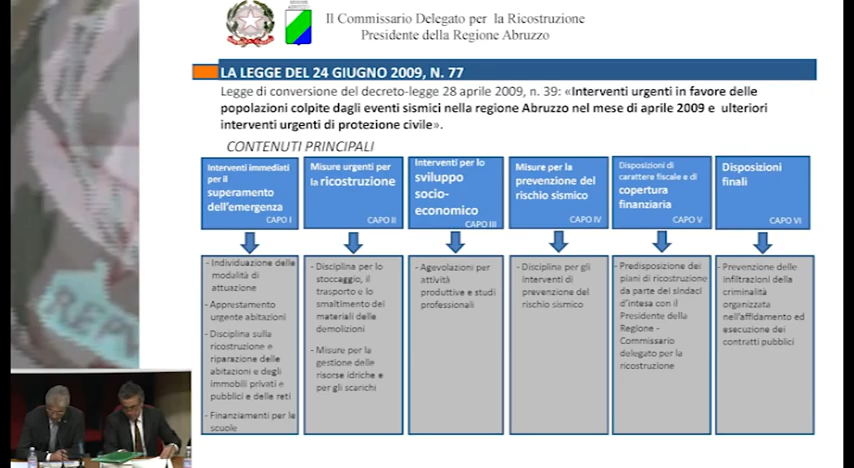 Il Commissario Delegato per la Ricostruzione
Presidente della Regione Abruzzo
LA LEGGE DEL 24 GIUGNO 2009, N. 77
Legge di conversione del decreto-legge 28 aprile 2009, n. 39: «Interventi urgenti in favore delle
popolazioni colpite dagli eventi sismici nella regione Abruzzo nel mese di aprile 2009 e ulteriori
interventi urgenti di protezione civile».
CONTENUTI PRINCIPALI
Interventi immediati
per il
superamento
dell'emergenza
CAPO I
Misure urgenti per
la ricostruzione
CAPO II
Interventi per lo
sviluppo
socio-
economico
CAPO III
Misure per la
prevenzione del
rischio sismico
CAPO IV
Disposizioni di
carattere fiscale e di
copertura
finanziaria
CAPO V
Disposizioni
finali
CAPO VI
- Individuazione delle
modalità di
attuazione
- Apprestamento
urgente abitazioni
- Disciplina sulla
ricostruzione e
riparazione delle
abitazioni e degli
immobili privati e
pubblici e delle reti
- Finanziamenti per le
scuole
- Disciplina per lo
stoccaggio, il
trasporto e lo
smaltimento dei
materiali delle
demolizioni
- Misure per la
gestione delle
risorse idriche e
per gli scarichi
- Agevolazioni per
attività
produttive e studi
professionali
- Disciplina per gli
interventi di
prevenzione del
rischio sismico
- Predisposizione dei
piani di ricostruzione
da parte dei sindaci
d'intesa con il
Presidente della
Regione -
Commissario
delegato per la
ricostruzione
- Prevenzione delle
infiltrazioni della
criminalità
organizzata
nell'affidamento ed
esecuzione dei
contratti pubblici